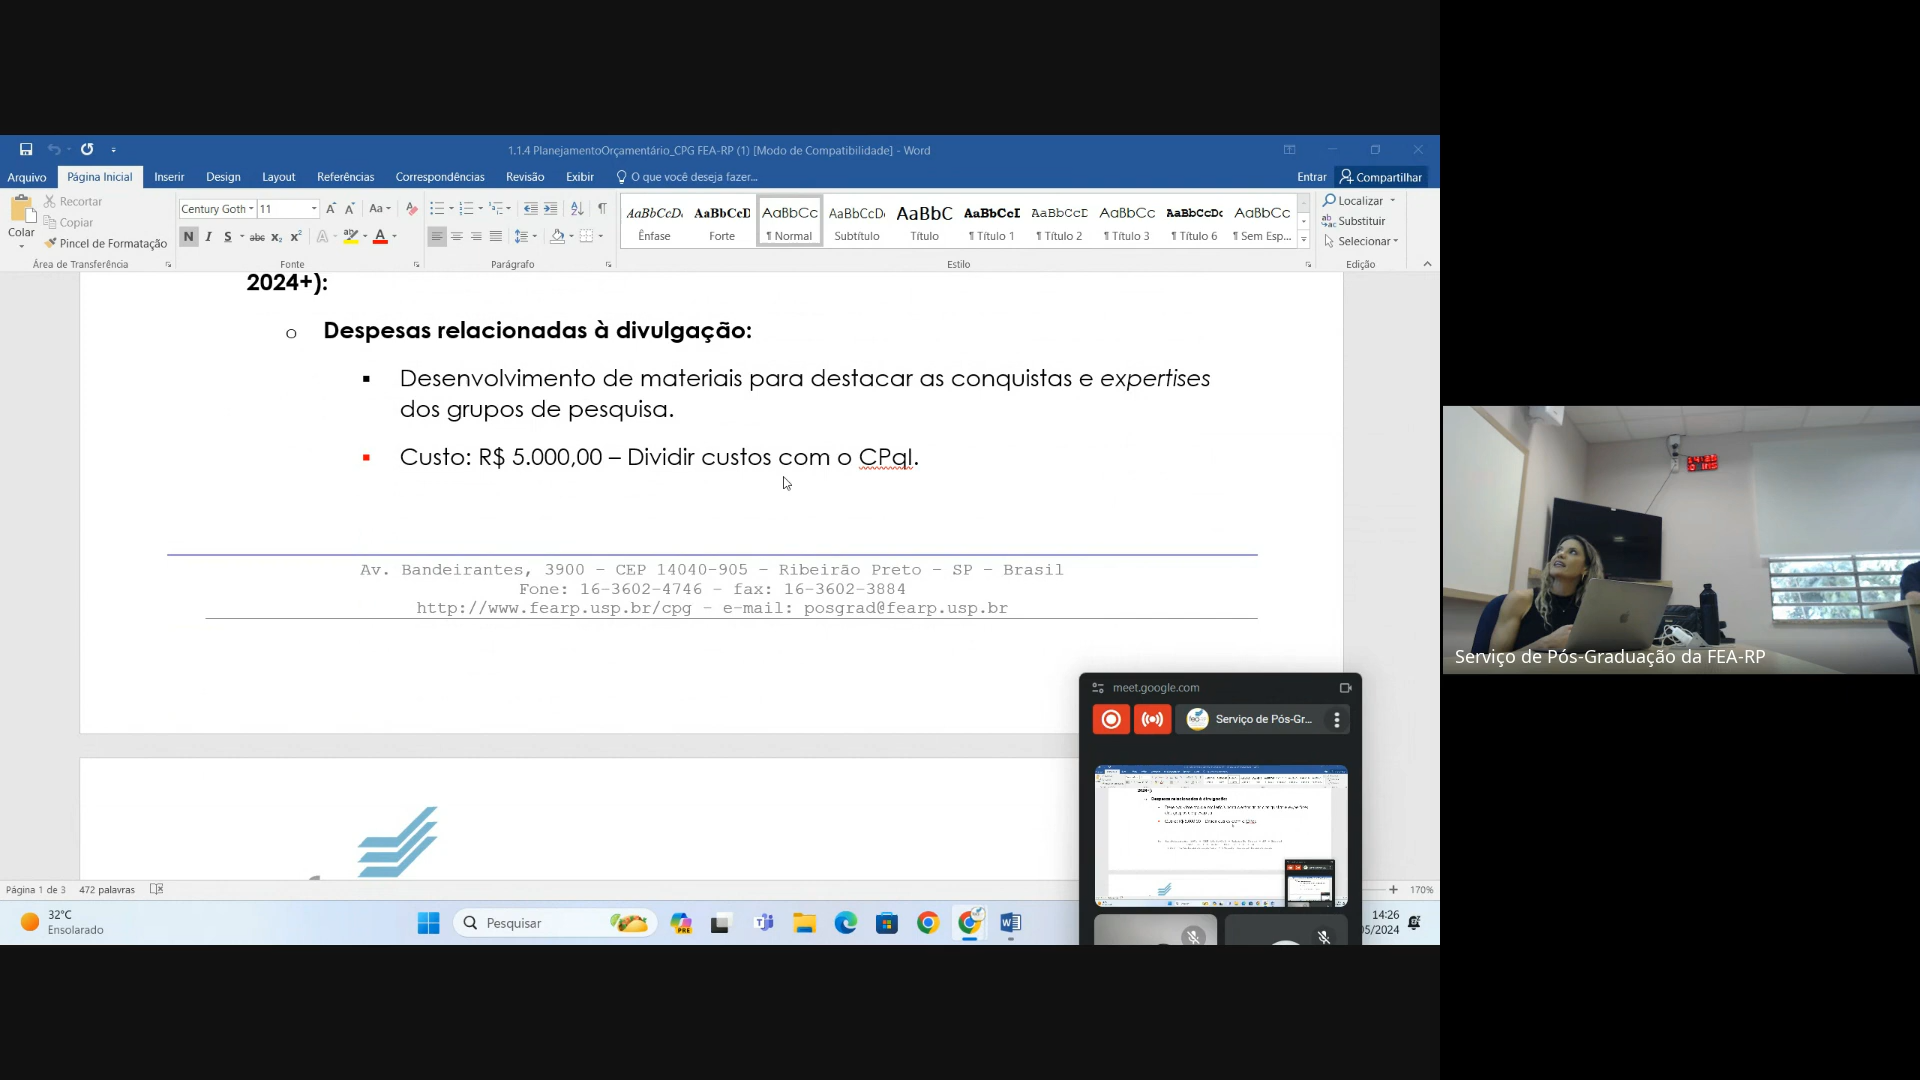 1.1.4 PlanejamentoOrçamentário_CPG FEA-RP (1) [Modo de Compatibilidade] - Word
Arquivo Página Inicial Inserir Design Layout Referências Correspondências Revisão Exibir O que você deseja fazer... Entrar Compartilhar
Colar
Recortar
Copiar
Pincel de Formatação
Área de Transferência
Century Goth 11
Fonte
Parágrafo
AaBbCcDc AaBbCcD AaBbCc AaBbCcDc AaBbC AaBbCcI AaBbCcD AaBbCc AaBbCcDc AaBbCc
Ênfase Forte ¶ Normal Subtítulo Título ¶ Título 1 ¶ Título 2 ¶ Título 3 ¶ Título 6 ¶ Sem Esp...
Estilo
Localizar
Substituir
Selecionar
Edição
2024+):
o Despesas relacionadas à divulgação:
▪ Desenvolvimento de materiais para destacar as conquistas e expertises
dos grupos de pesquisa.
▪ Custo: R$ 5.000,00 – Dividir custos com o CPqI.
Av. Bandeirantes, 3900 – CEP 14040-905 – Ribeirão Preto – SP – Brasil
Fone: 16-3602-4746 – fax: 16-3602-3884
http://www.fearp.usp.br/cpg – e-mail: posgrad@fearp.usp.br
meet.google.com
Serviço de Pós-Gr...
Página 1 de 3 472 palavras 170%
32°C
Ensolarado
Pesquisar
14:26
05/2024
Serviço de Pós-Graduação da FEA-RP